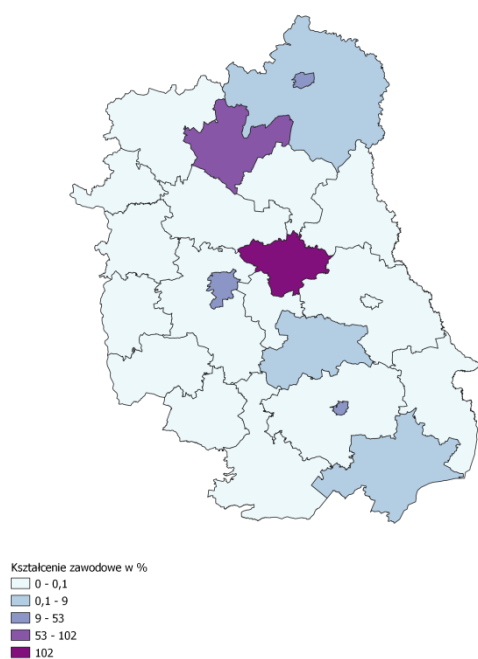 Kształcenie zawodowe w %
0 - 0,1
0,1 - 9
9 - 53
53 - 102
102